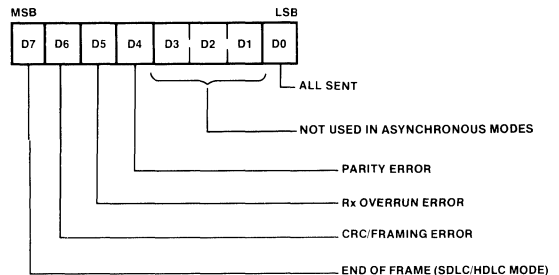 MSB LSB
D7 D6 D5 D4 D3 D2 D1 D0
ALL SENT
NOT USED IN ASYNCHRONOUS MODES
PARITY ERROR
Rx OVERRUN ERROR
CRC/FRAMING ERROR
END OF FRAME (SDLC/HDLC MODE)